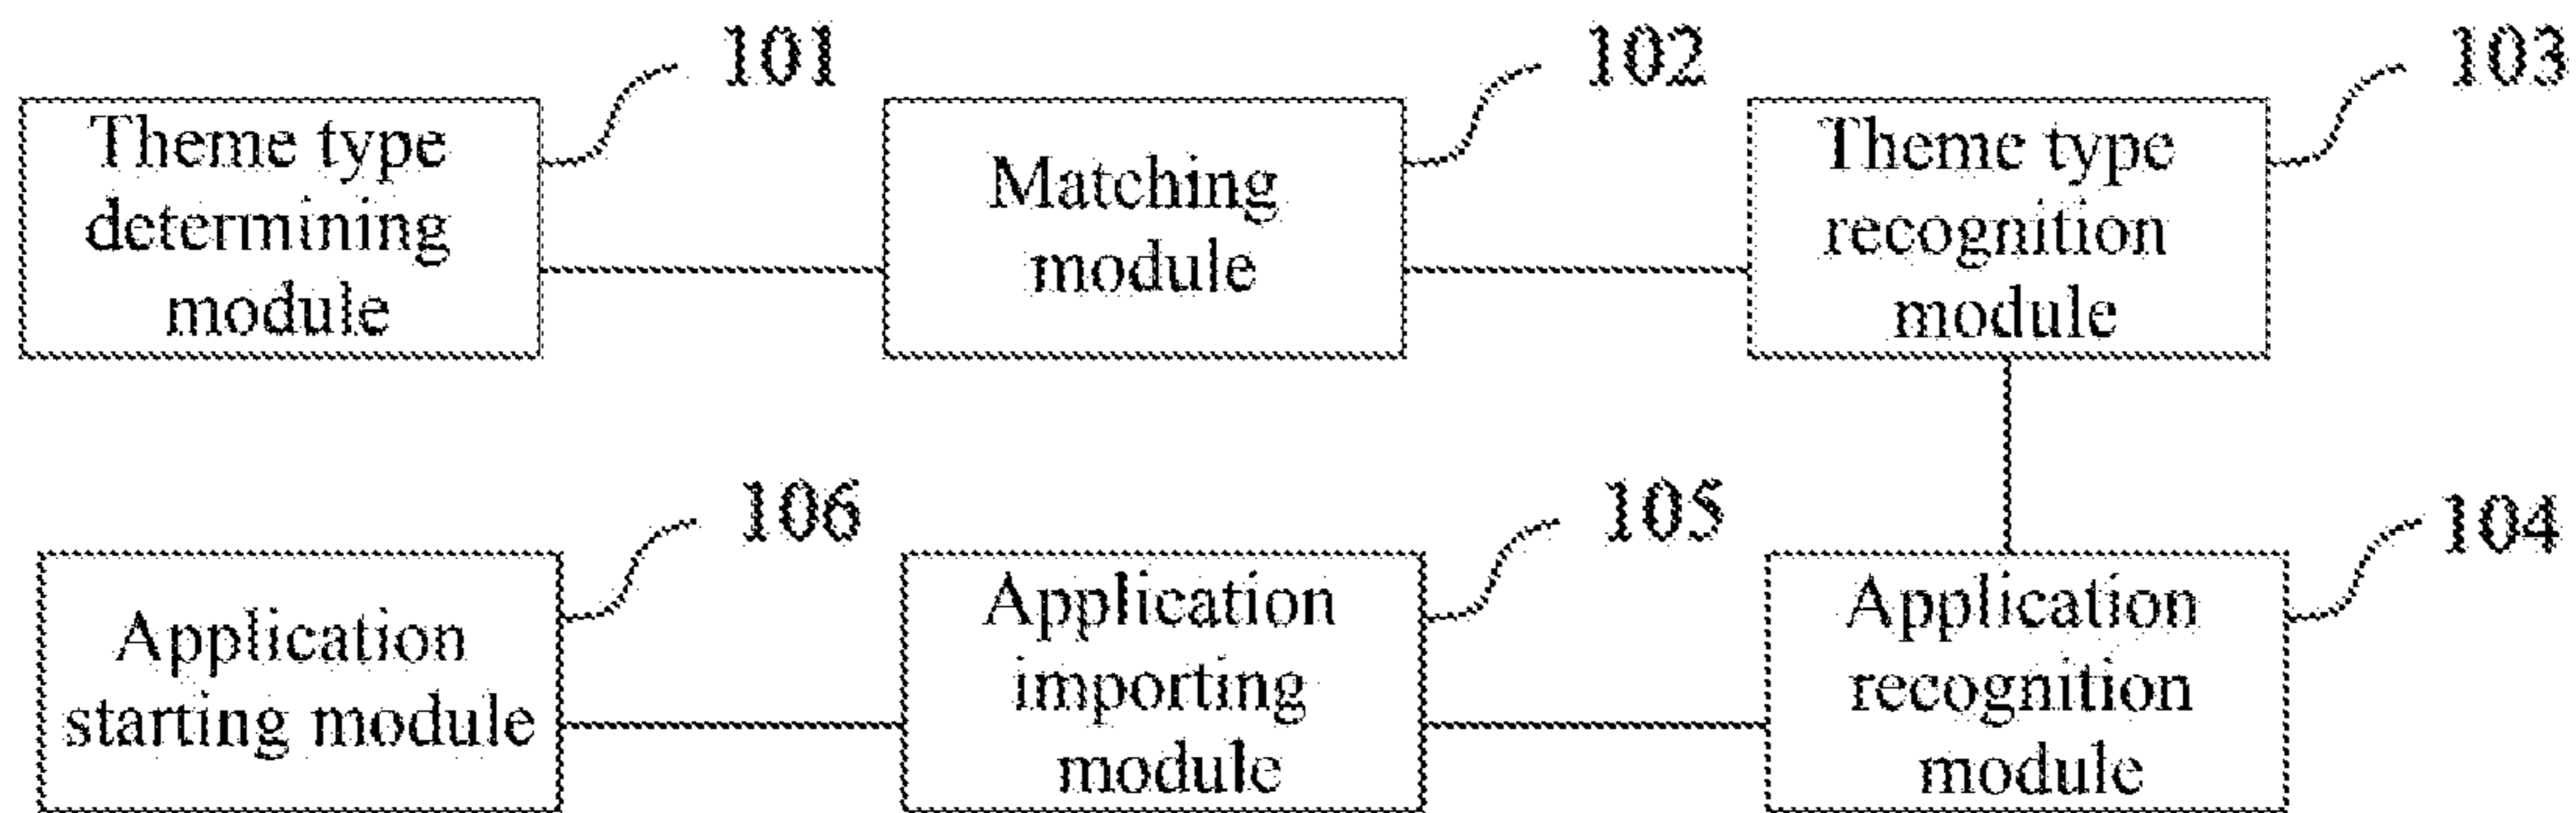 101
Theme type
determining
module
102
Matching
module
103
Theme type
recognition
module
106
Application
starting module
105
Application
importing
module
104
Application
recognition
module